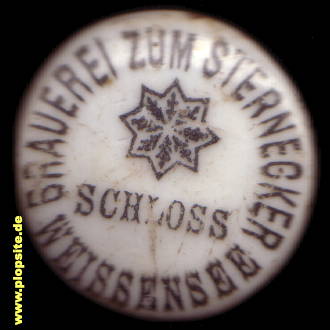 BRAUEREI ZUM STERNECKER
SCHLOSS
WEISSENSEE
www.plopsite.de